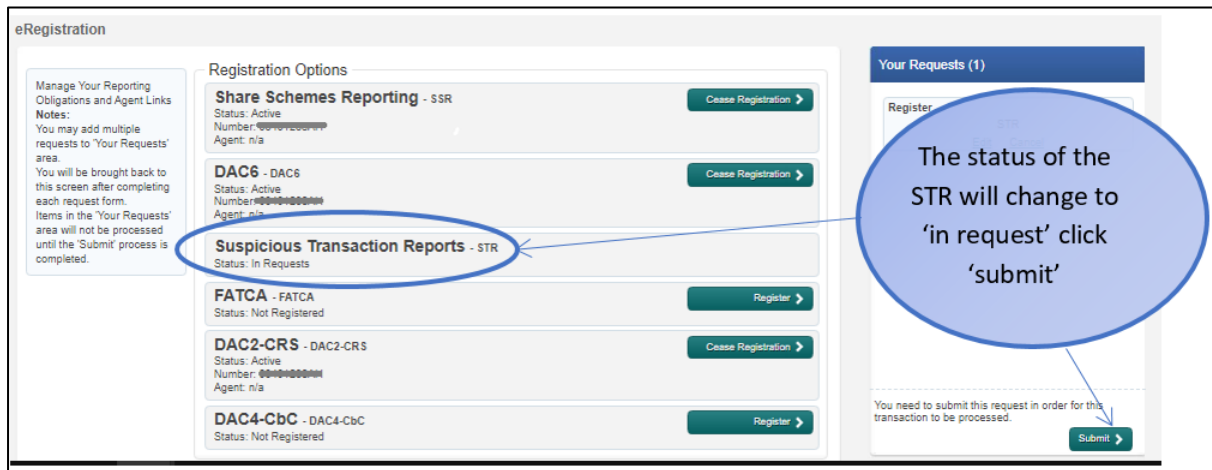 eRegistration
Manage Your Reporting
Obligations and Agent Links
Notes:
You may add multiple
requests to 'Your Requests'
area.
You will be brought back to
this screen after completing
each request form.
Items in the 'Your Requests'
area will not be processed
until the 'Submit' process is
completed.
Registration Options
Share Schemes Reporting - SSR
Cease Registration
Status: Active
Number:
Agent: n/a
DAC6 - DAC6
Cease Registration
Status: Active
Number:
Agent: n/a
Suspicious Transaction Reports - STR
Status: In Requests
FATCA - FATCA
Register
Status: Not Registered
DAC2-CRS - DAC2-CRS
Cease Registration
Status: Active
Number:
Agent: n/a
DAC4-CbC - DAC4-CbC
Register
Status: Not Registered
Your Requests (1)
Register
STR
The status of the
STR will change to
'in request' click
'submit'
You need to submit this request in order for this
transaction to be processed.
Submit